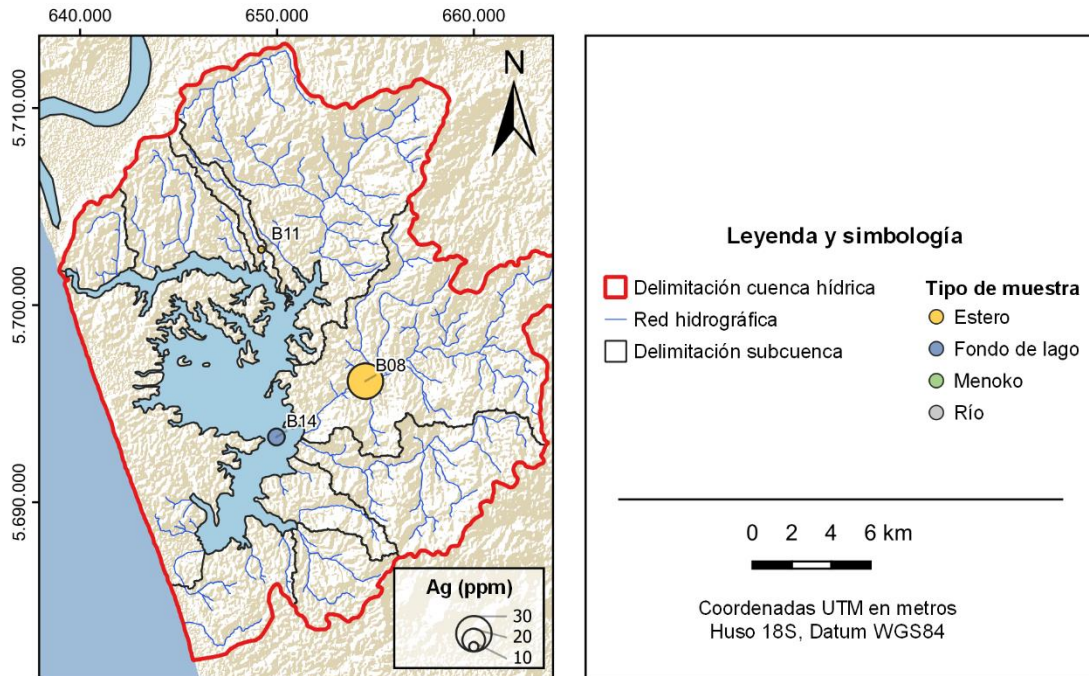 640.000 650.000 660.000
5.710.000
5.700.000
5.690.000
N
B11
B08
B14
Ag (ppm)
30
20
10
Leyenda y simbología
Delimitación cuenca hídrica
Red hidrográfica
Delimitación subcuenca
Tipo de muestra
Estero
Fondo de lago
Menoko
Río
0 2 4 6 km
Coordenadas UTM en metros
Huso 18S, Datum WGS84